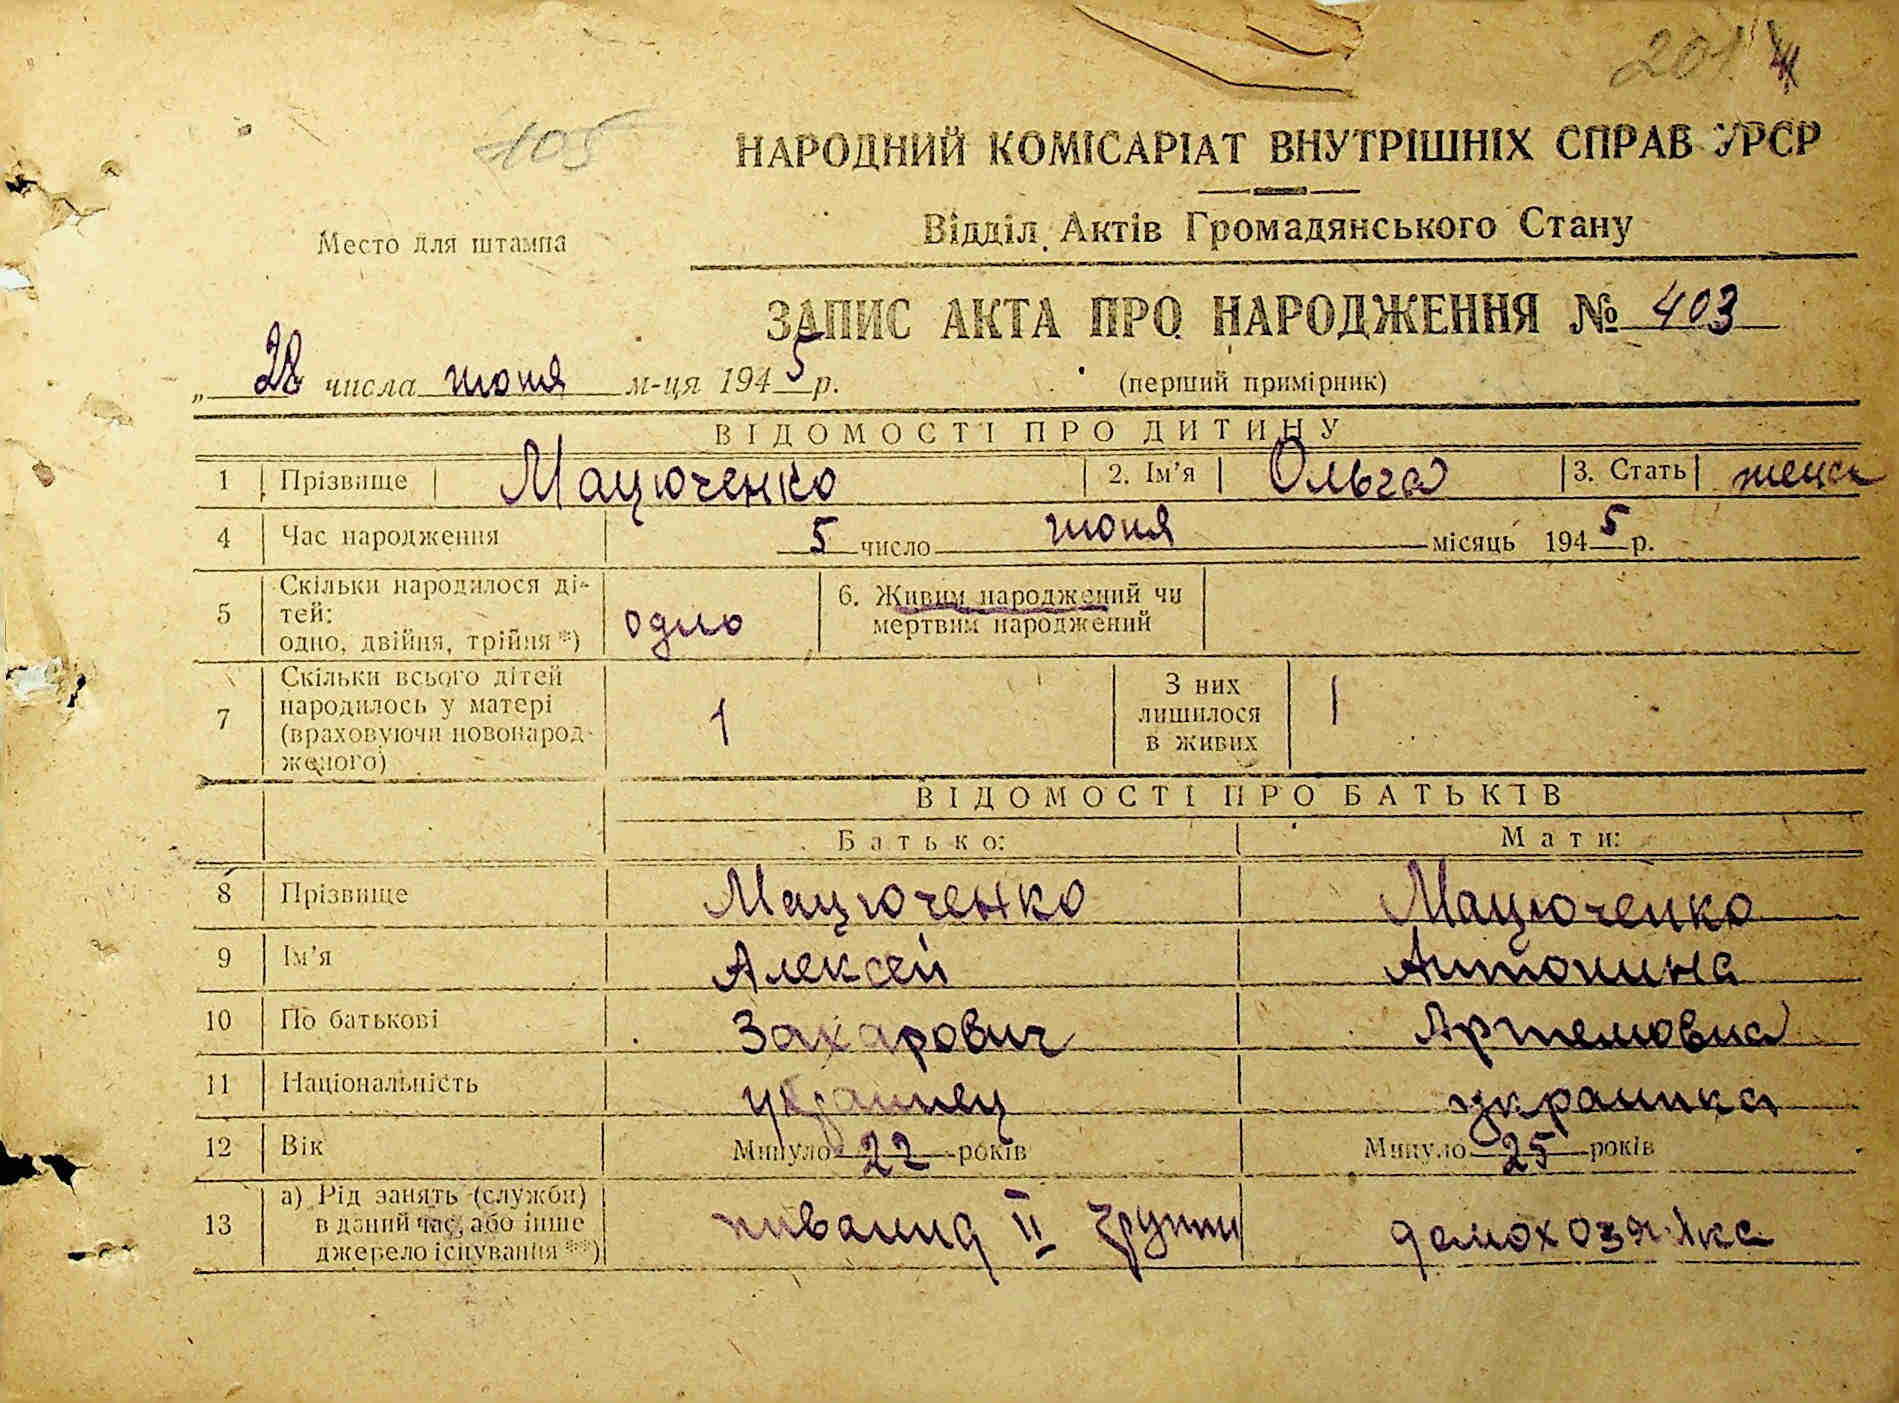 201
105
НАРОДНИЙ КОМІСАРІАТ ВНУТРІШНІХ СПРАВ УРСР
Место для штампа
Відділ Актів Громадянського Стану
ЗАПИС АКТА ПРО НАРОДЖЕННЯ № 403
„ 28 числа июня м-ця 1945 р.
(перший примірник)
ВІДОМОСТІ ПРО ДИТИНУ
1 Прізвище Мацюченко 2. Ім'я Ольга 3. Стать женск
4 Час народження 5 число июня місяць 1945 р.
5 Скільки народилося ді-
тей:
одно, двійня, трійня *) одно
6. Живим народжений чи
мертвим народжений
7 Скільки всього дітей
народилось у матері
(враховуючи новонарод-
женого) 1
З них
лишилося
в живих 1
ВІДОМОСТІ ПРО БАТЬКІВ
Батько: Мати:
8 Прізвище Мацюченко Мацюченко
9 Ім'я Алексей Антонина
10 По батькові Захарович Артемовна
11 Національність украинец украинка
12 Вік Минуло 22 років Минуло 25 років
13 а) Рід занять (служби)
в даний час, або інше
джерело існування **) инвалид II группи домохозяйка